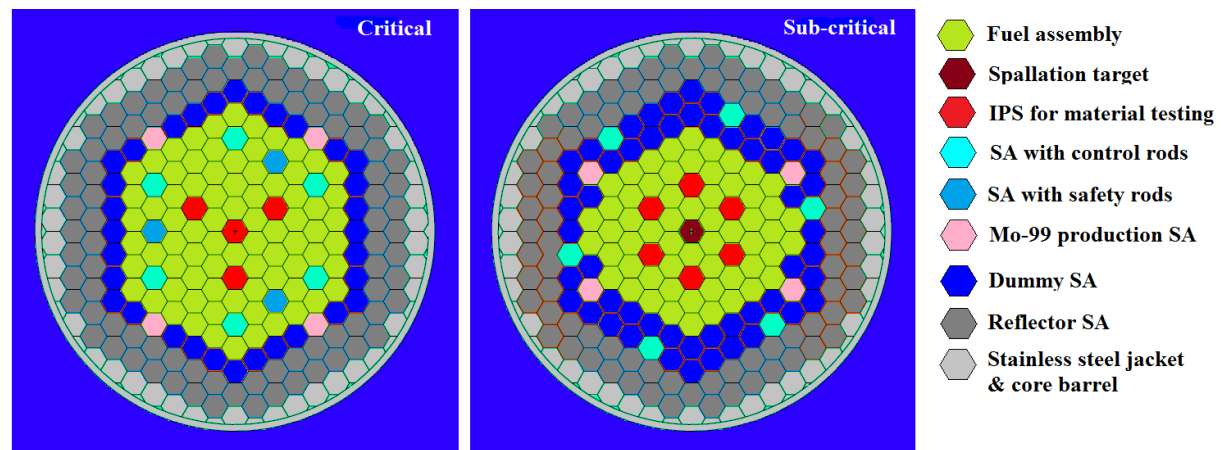 Critical
Sub-critical
Fuel assembly
Spallation target
IPS for material testing
SA with control rods
SA with safety rods
Mo-99 production SA
Dummy SA
Reflector SA
Stainless steel jacket
& core barrel